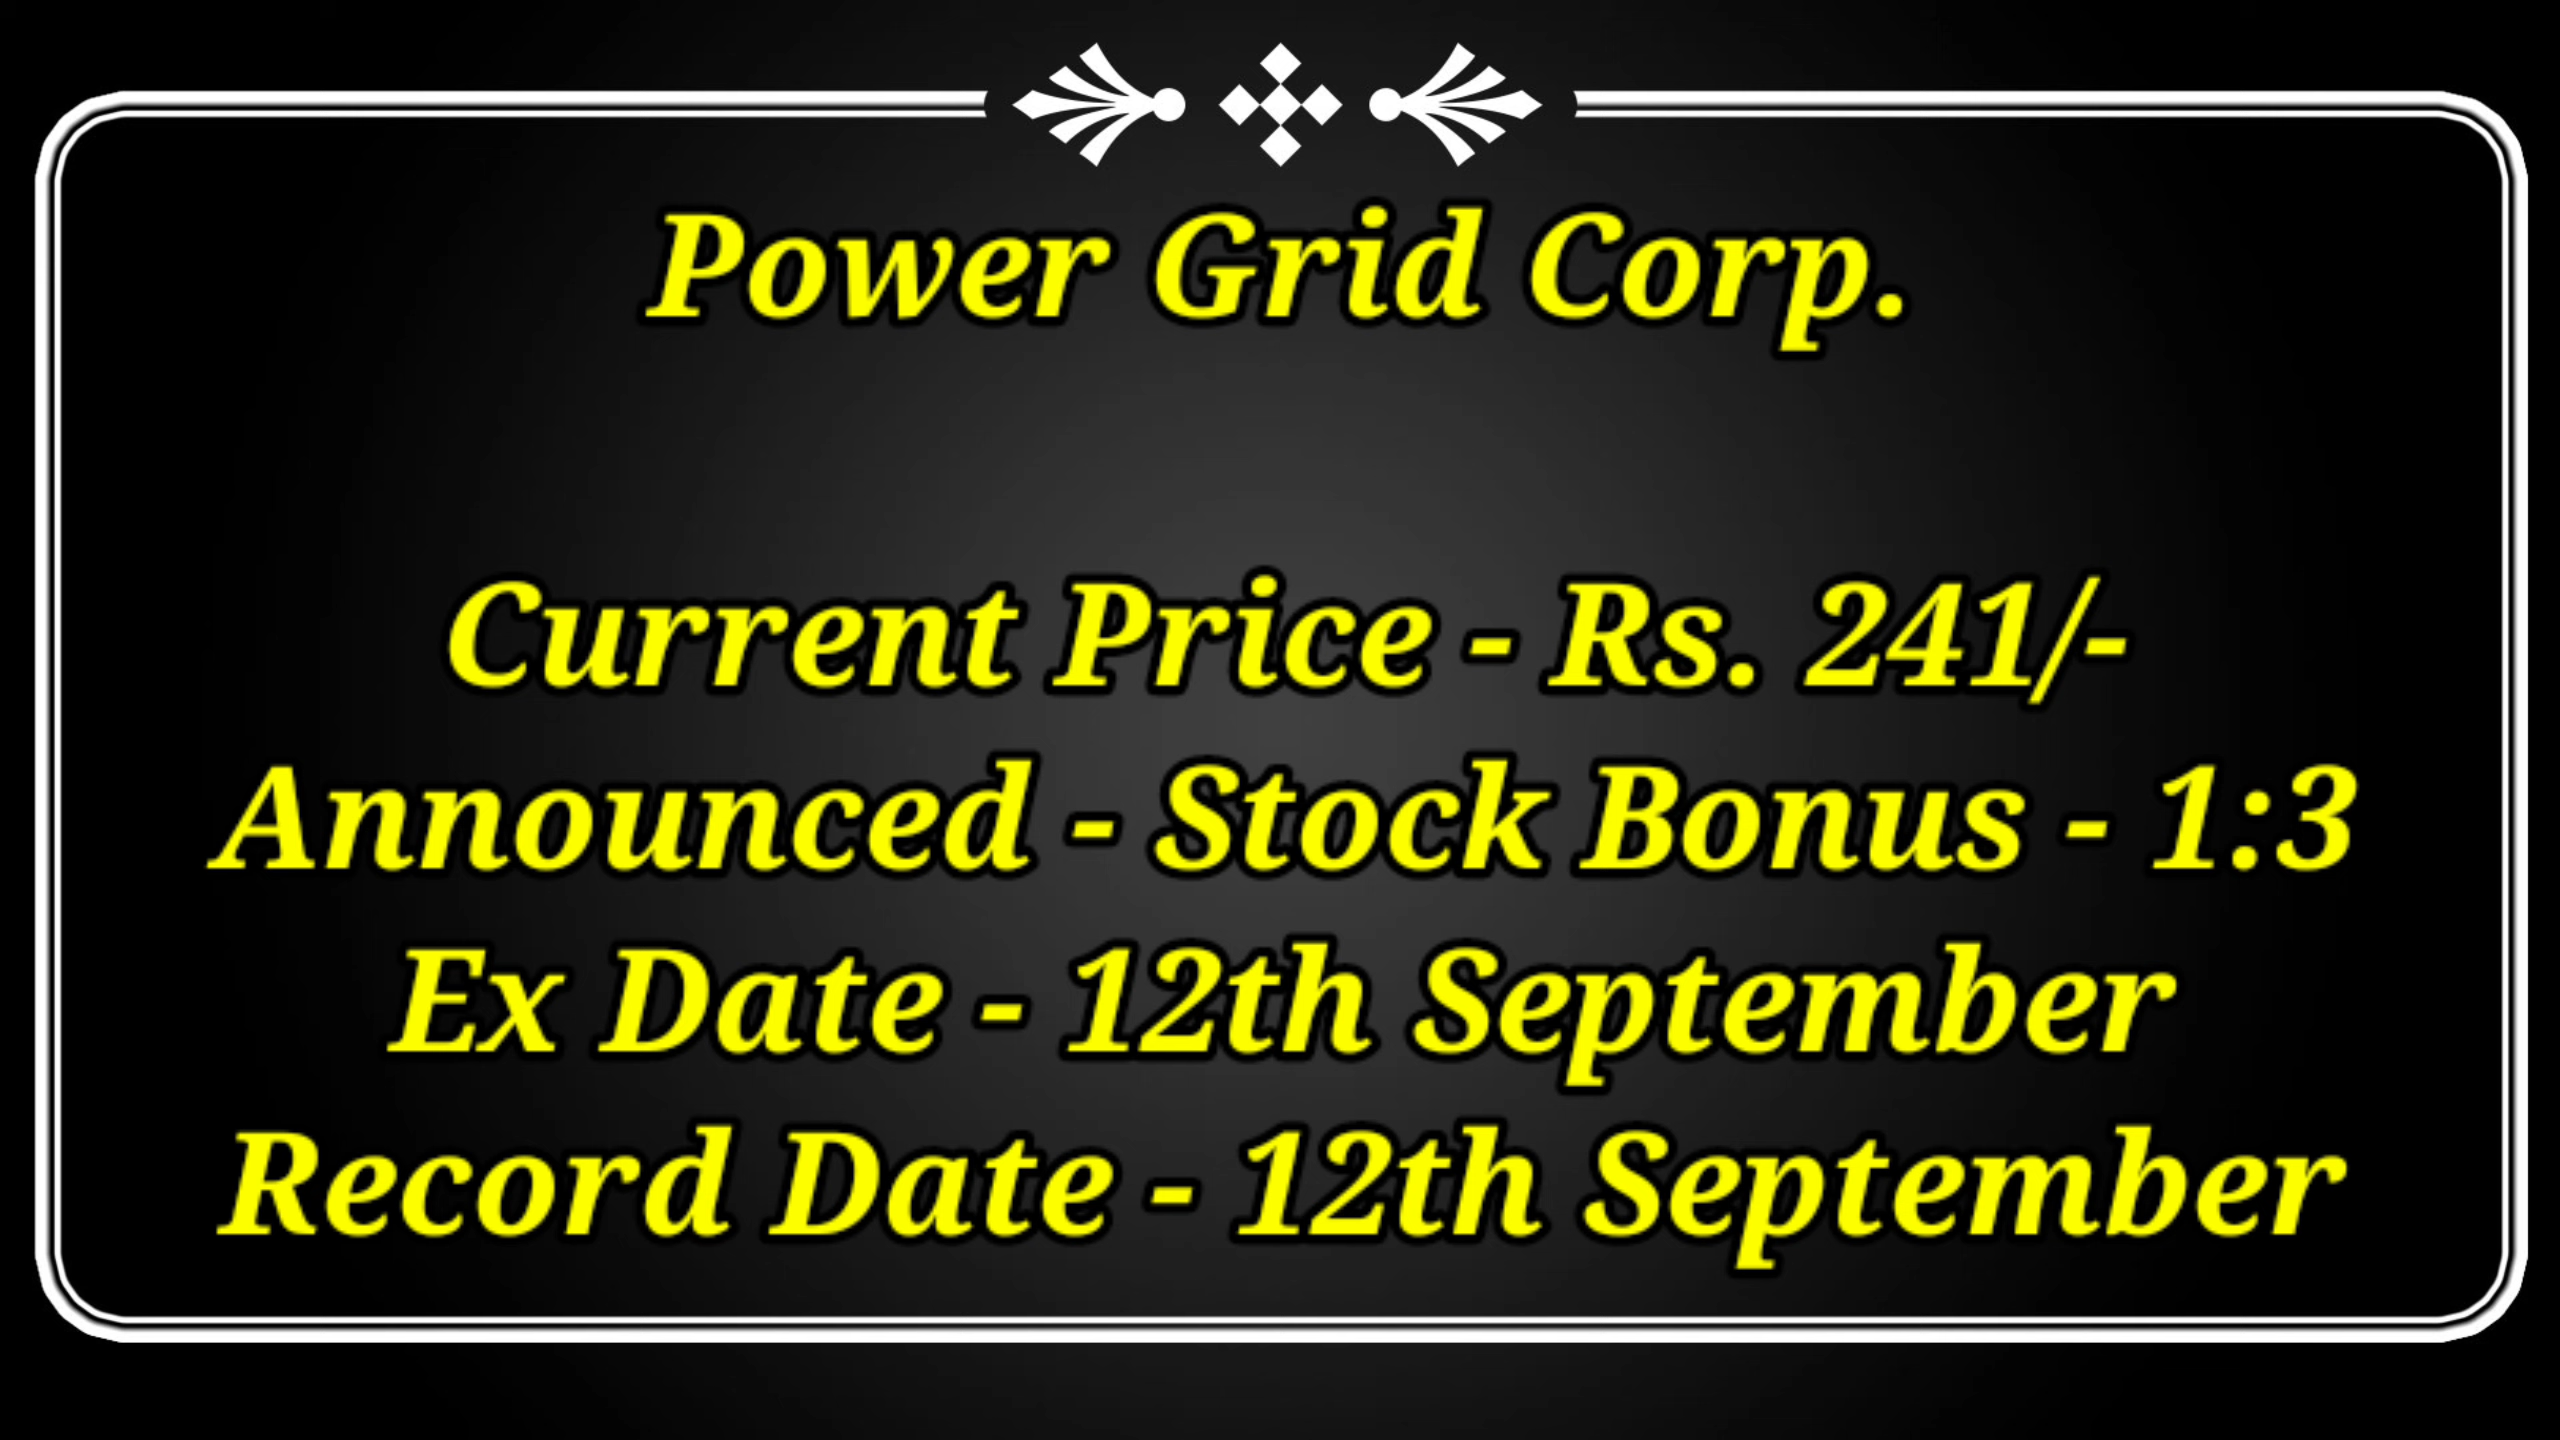 Power Grid Corp.
Current Price - Rs. 241/-
Announced - Stock Bonus - 1:3
Ex Date - 12th September
Record Date - 12th September